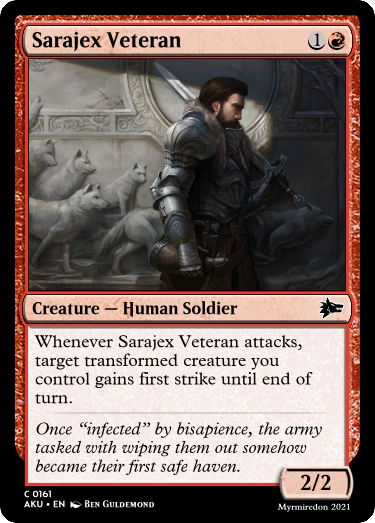 Sarajex Veteran 1
Creature — Human Soldier
Whenever Sarajex Veteran attacks,
target transformed creature you
control gains first strike until end of
turn.
Once “infected” by bisapience, the army
tasked with wiping them out somehow
became their first safe haven.
2/2
C 0161
AKU • EN Ben Guldemond
Myrmiredon 2021